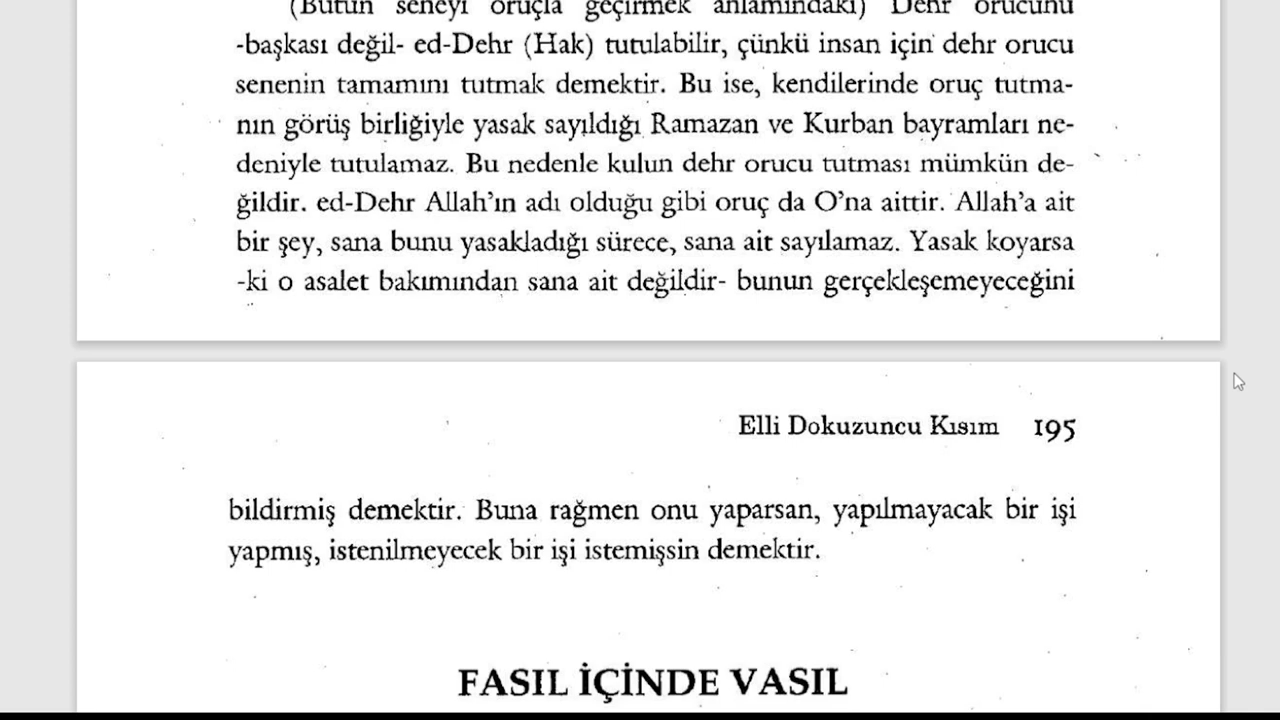 (Bütün seneyi oruçla geçirmek anlamındaki) Dehr orucunu
-başkası değil- ed-Dehr (Hak) tutulabilir, çünkü insan için dehr orucu
senenin tamamını tutmak demektir. Bu ise, kendilerinde oruç tutma-
nın görüş birliğiyle yasak sayıldığı Ramazan ve Kurban bayramları ne-
deniyle tutulamaz. Bu nedenle kulun dehr orucu tutması mümkün de-
ğildir. ed-Dehr Allah’ın adı olduğu gibi oruç da O’na aittir. Allah’a ait
bir şey, sana bunu yasakladığı sürece, sana ait sayılamaz. Yasak koyarsa
-ki o asalet bakımından sana ait değildir- bunun gerçekleşemeyeceğini
Elli Dokuzuncu Kısım 195
bildirmiş demektir. Buna rağmen onu yaparsan, yapılmayacak bir işi
yapmış, istenilmeyecek bir işi istemişsin demektir.
FASIL İÇİNDE VASIL